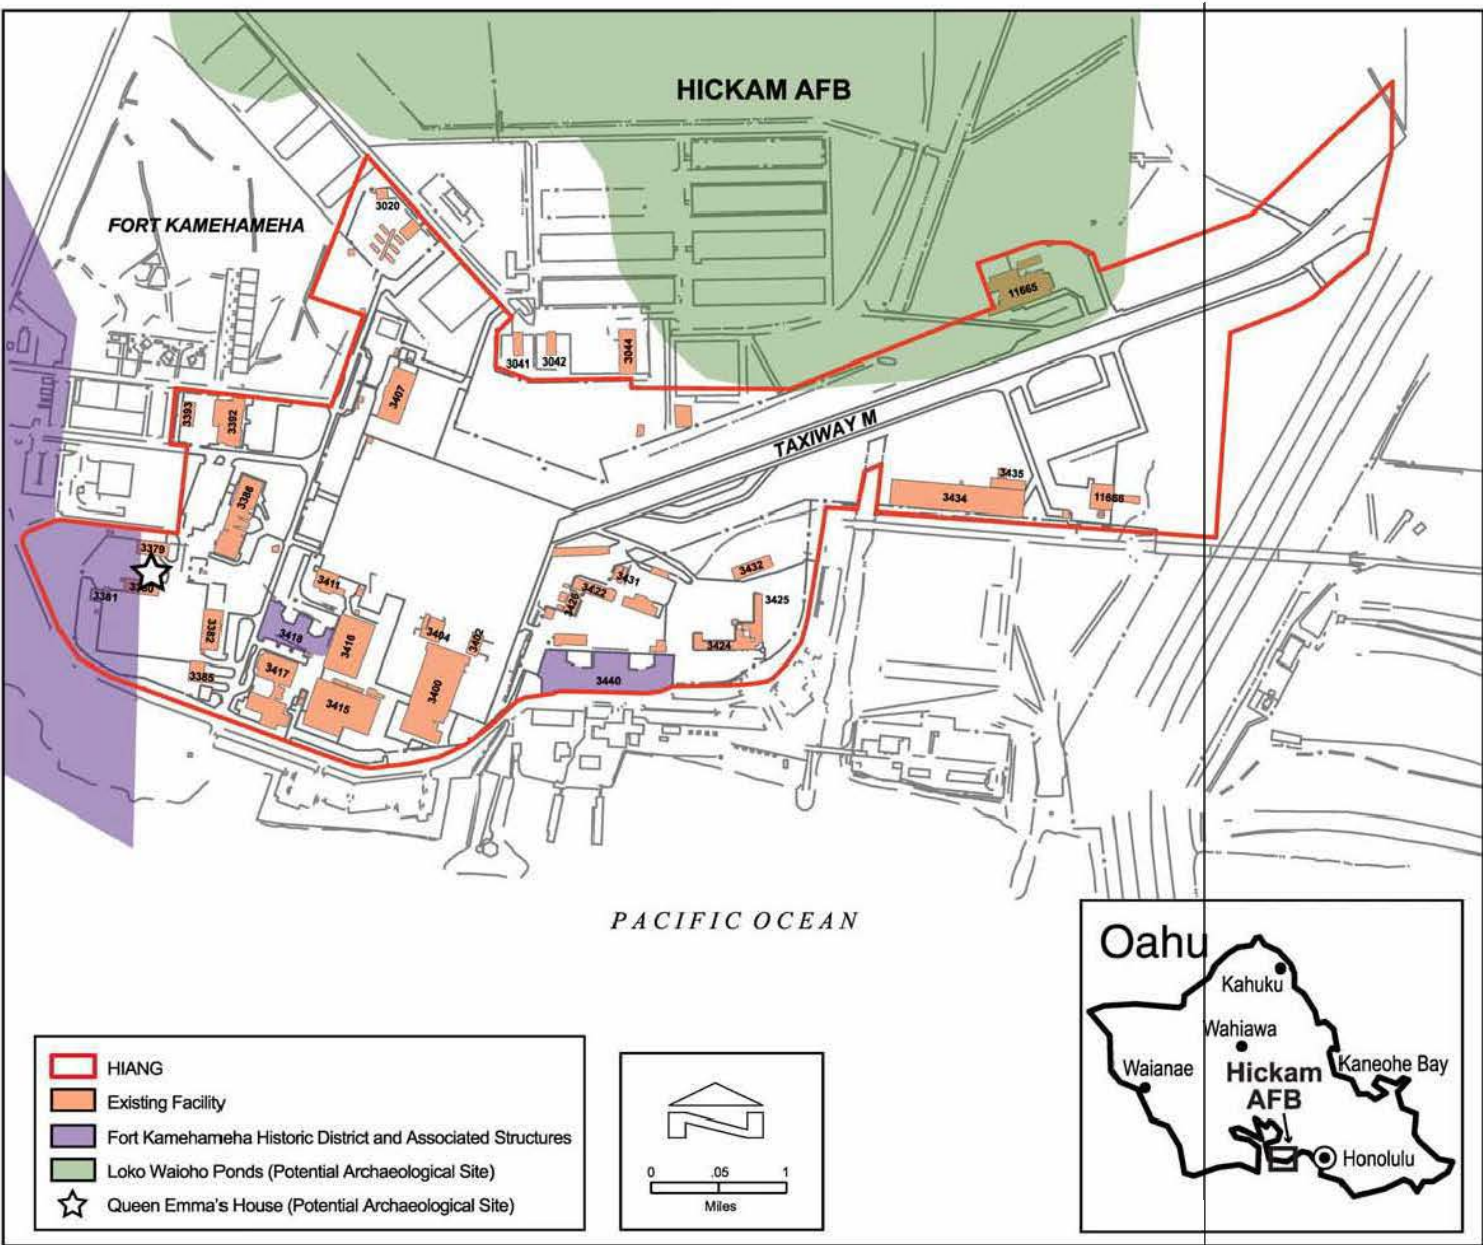 HICKAM AFB
3020
FORT KAMEHAMEHA
11665
3041
3042
3044
3407
3393
3392
TAXIWAY M
3435
3434
11666
3386
3379
3380
3381
3411
3431
3422
3426
3432
3425
3382
3418
3416
3404
3402
3424
3417
3385
3400
3440
3415
PACIFIC OCEAN
Oahu
Kahuku
Wahiawa
Waianae
Kaneohe Bay
Hickam
AFB
Honolulu
HIANG
Existing Facility
Fort Kamehameha Historic District and Associated Structures
Loko Waioho Ponds (Potential Archaeological Site)
Queen Emma's House (Potential Archaeological Site)
N
0 .05 1
Miles